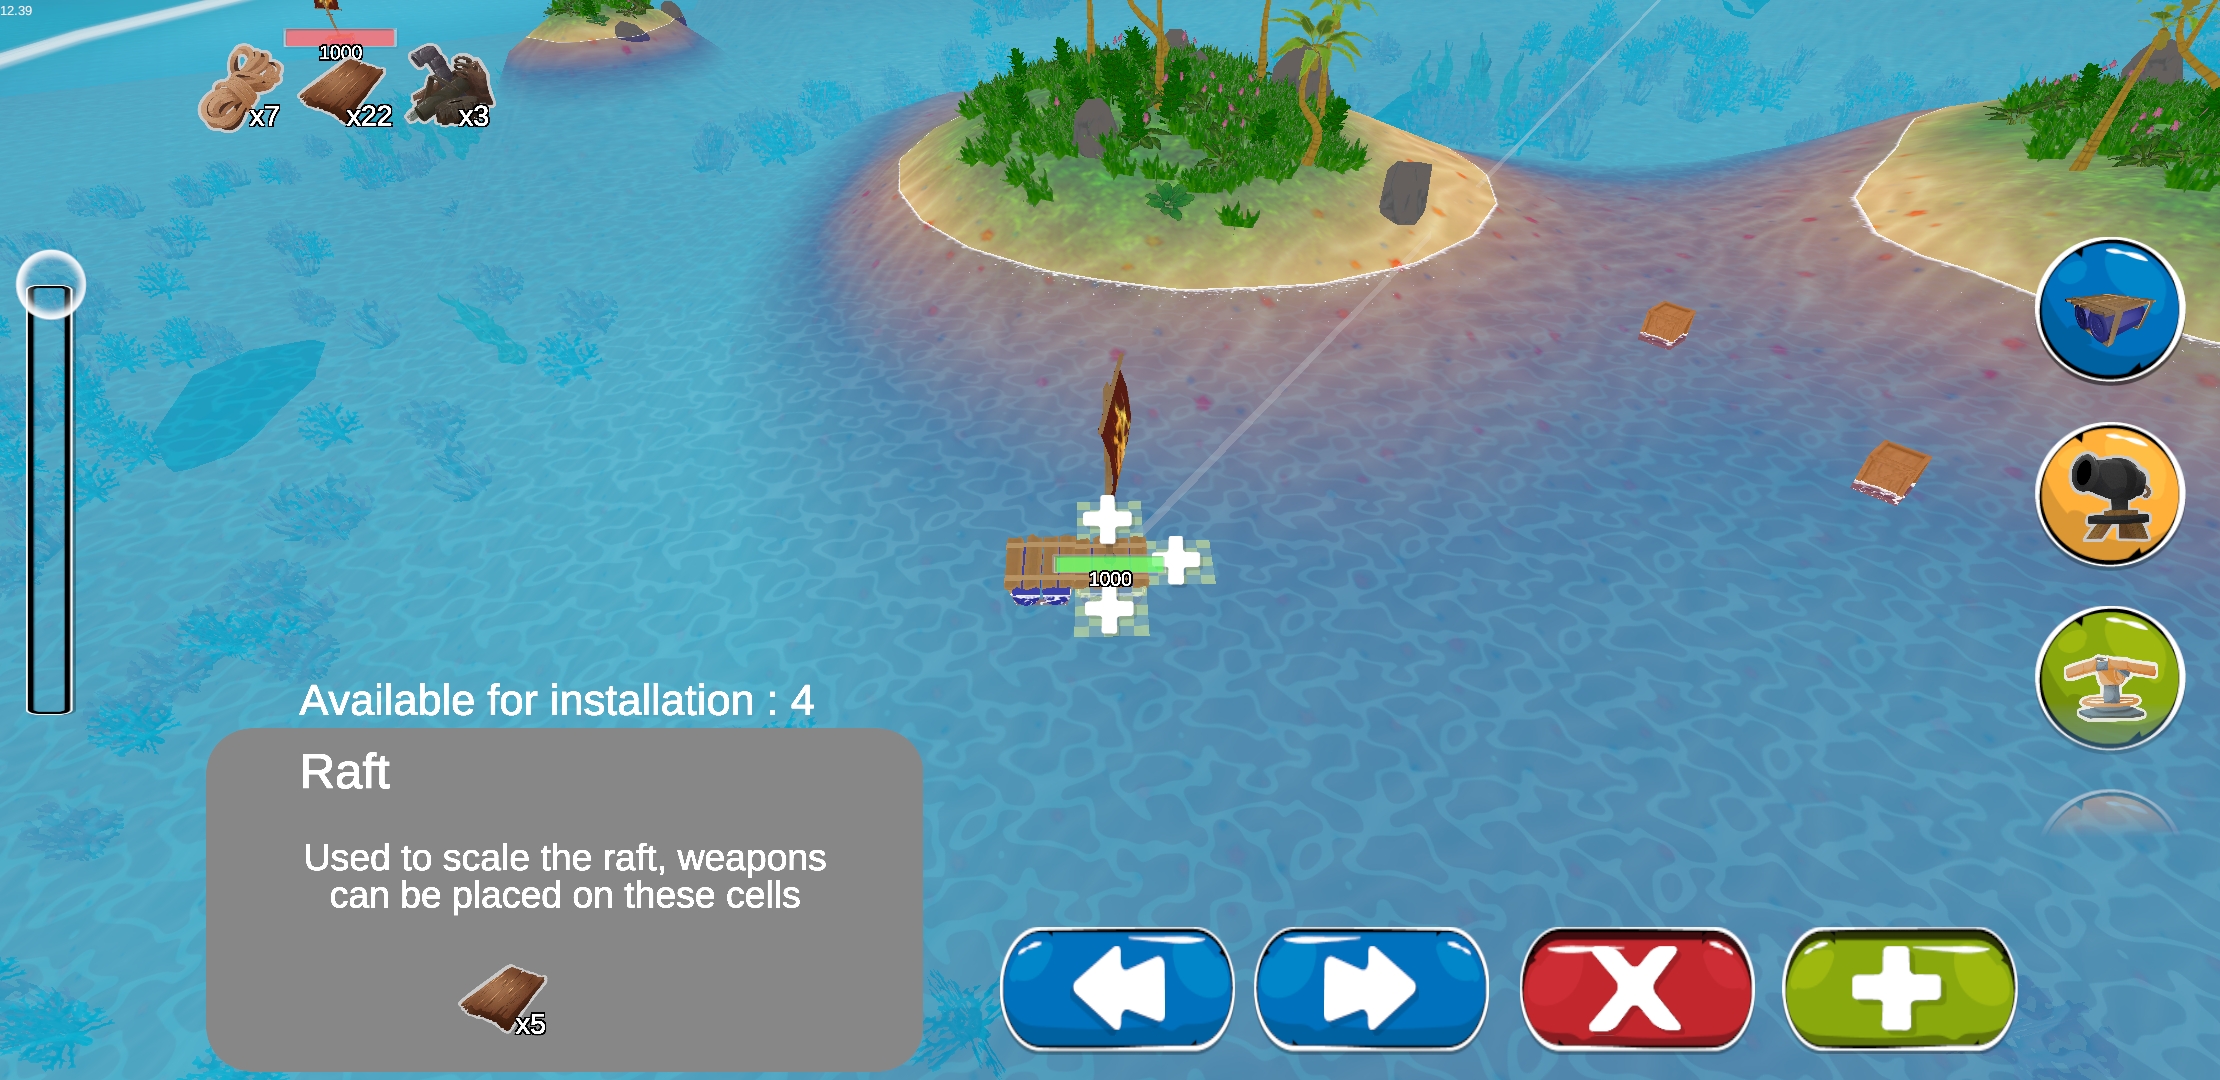 12.39
1000
x7
x22
x3
1000
Available for installation : 4
Raft
Used to scale the raft, weapons
can be placed on these cells
x5